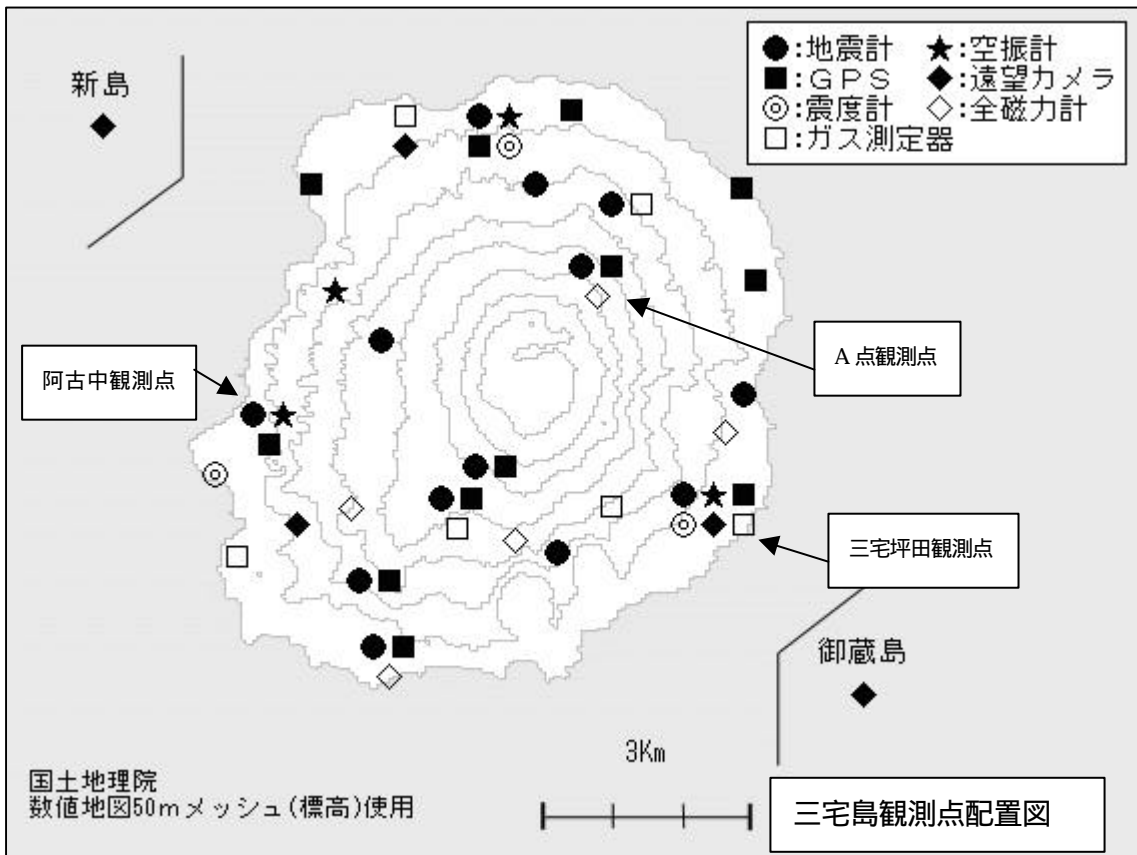 新島
●:地震計 ★:空振計
■:GPS ◆:遠望カメラ
◎:震度計 ◇:全磁力計
□:ガス測定器
A点観測点
阿古中観測点
三宅坪田観測点
御蔵島
3Km
国土地理院
数値地図50mメッシュ(標高)使用
三宅島観測点配置図